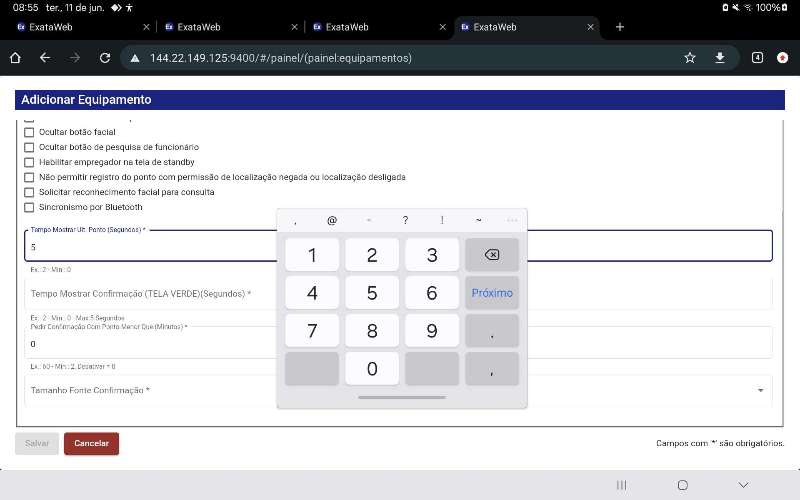 08:55 ter., 11 de jun. 100%
ExataWeb ExataWeb ExataWeb ExataWeb
144.22.149.125:9400/#/painel/(painel:equipamentos) 4
Adicionar Equipamento
Ocultar botão facial
Ocultar botão de pesquisa de funcionário
Habilitar empregador na tela de standby
Não permitir registro do ponto com permissão de localização negada ou localização desligada
Solicitar reconhecimento facial para consulta
Sincronismo por Bluetooth
Tempo Mostrar Ult. Ponto (Segundos) *
5
Ex.: 2 - Min.: 0
Tempo Mostrar Confirmação (TELA VERDE)(Segundos) *
Ex.: 2 - Min.: 0 - Max.5 Segundos
Pedir Confirmação Com Ponto Menor Que (Minutos) *
0
Ex.: 60 - Min.: 2, Desativar = 0
Tamanho Fonte Confirmação *
, @ - ? ! ~ ...
1 2 3
4 5 6 Próximo
7 8 9 .
0 ,
Salvar Cancelar Campos com '*' são obrigatórios.